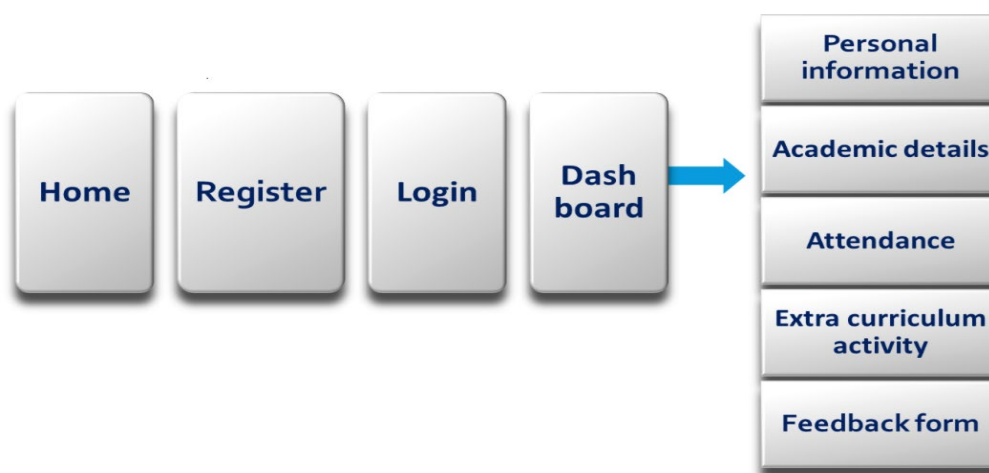 Home
Register
Login
Dash
board
Personal
information
Academic details
Attendance
Extra curriculum
activity
Feedback form